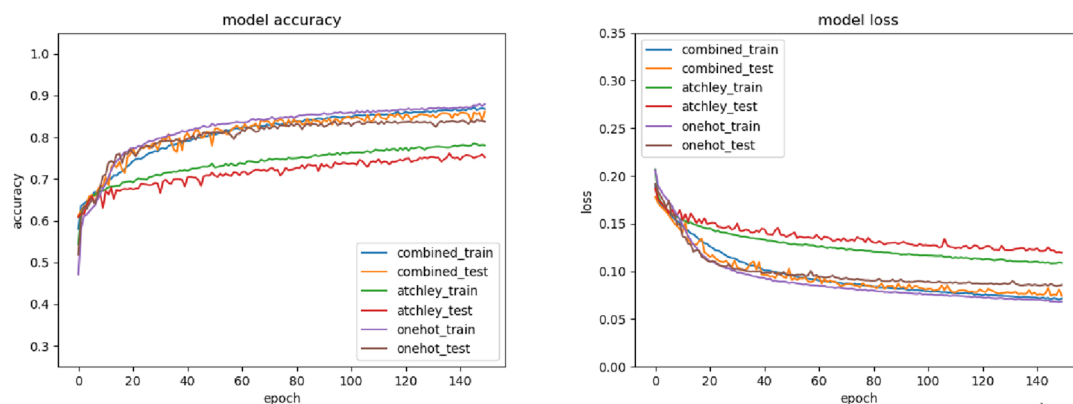 model accuracy
1.0
0.9
0.8
0.7
0.6
0.5
0.4
0.3
accuracy
combined_train
combined_test
atchley_train
atchley_test
onehot_train
onehot_test
0 20 40 60 80 100 120 140
epoch
model loss
0.35
0.30
0.25
0.20
0.15
0.10
0.05
0.00
loss
combined_train
combined_test
atchley_train
atchley_test
onehot_train
onehot_test
0 20 40 60 80 100 120 140
epoch